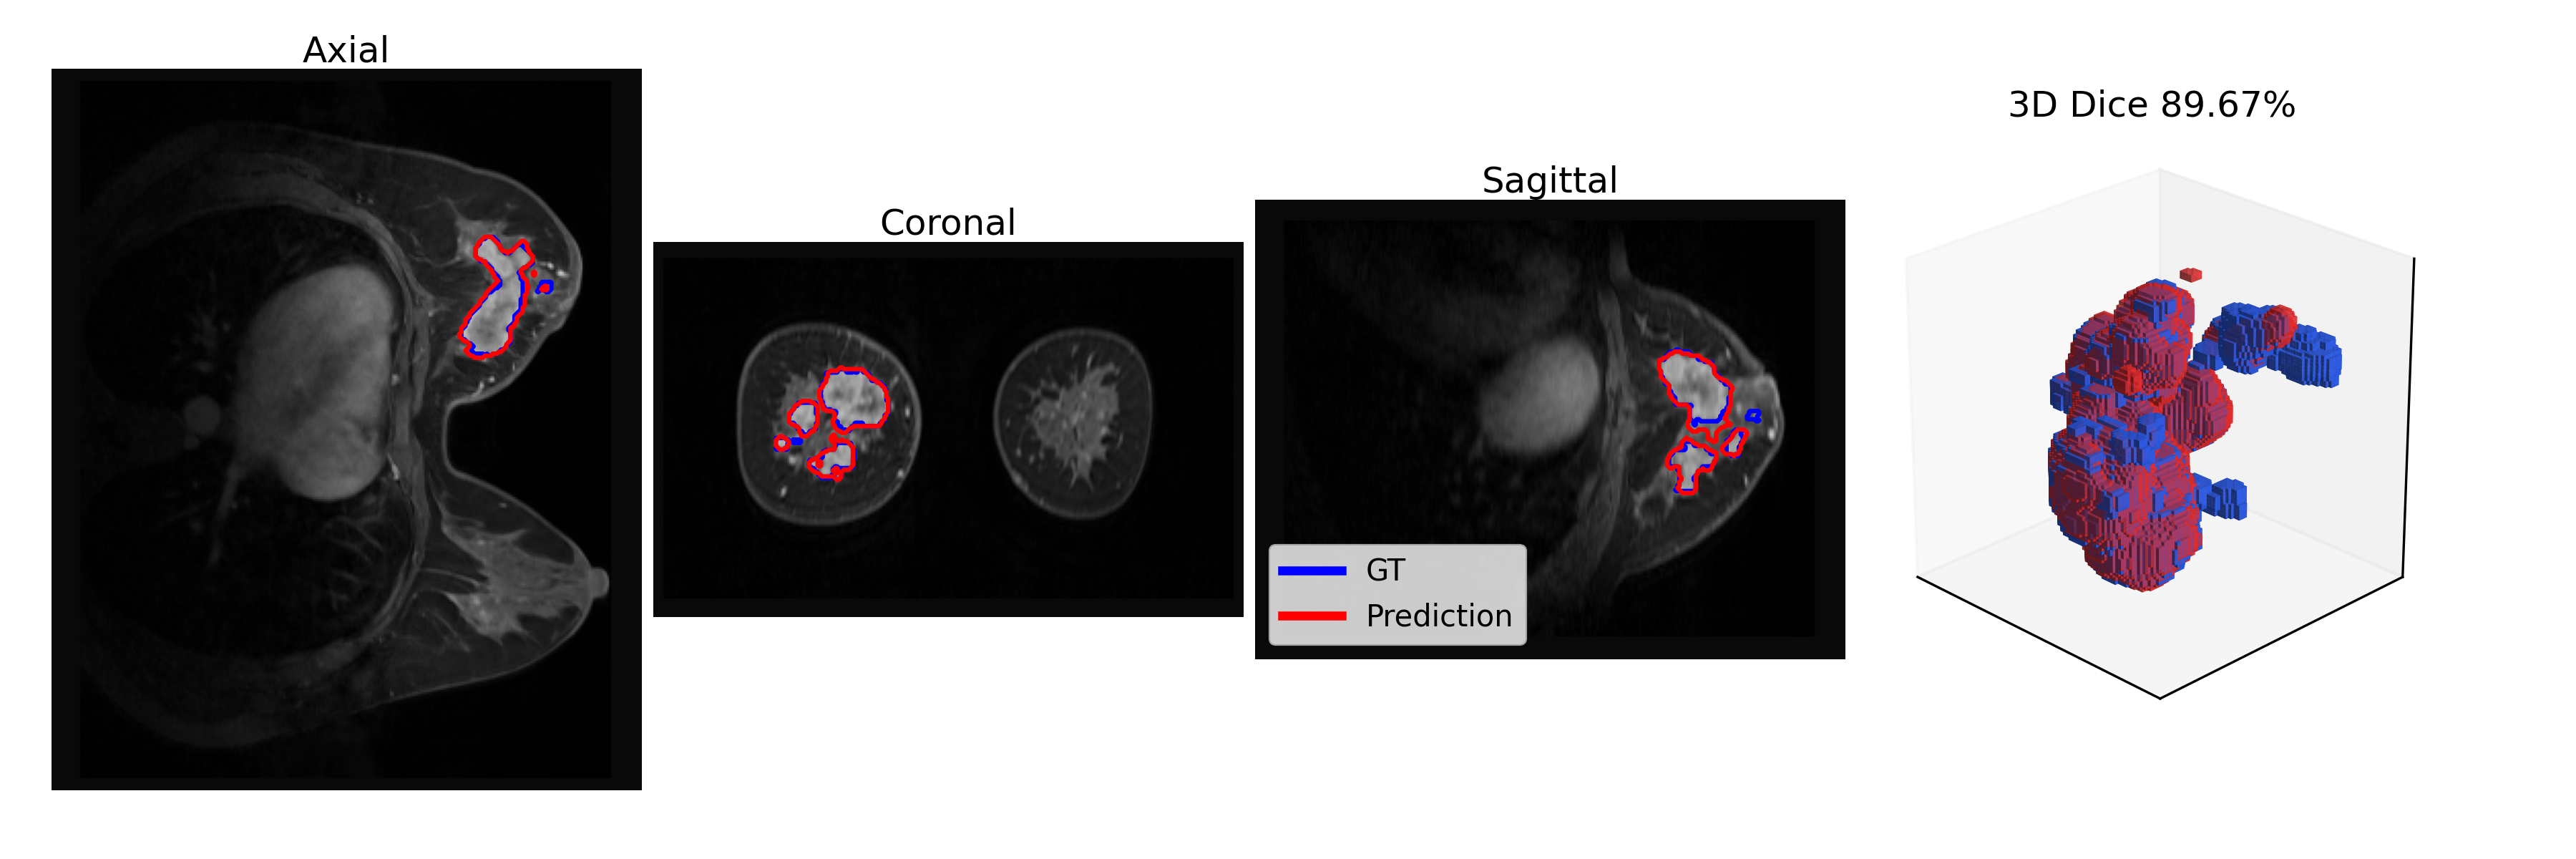 Axial
Coronal
Sagittal
GT
Prediction
3D Dice 89.67%